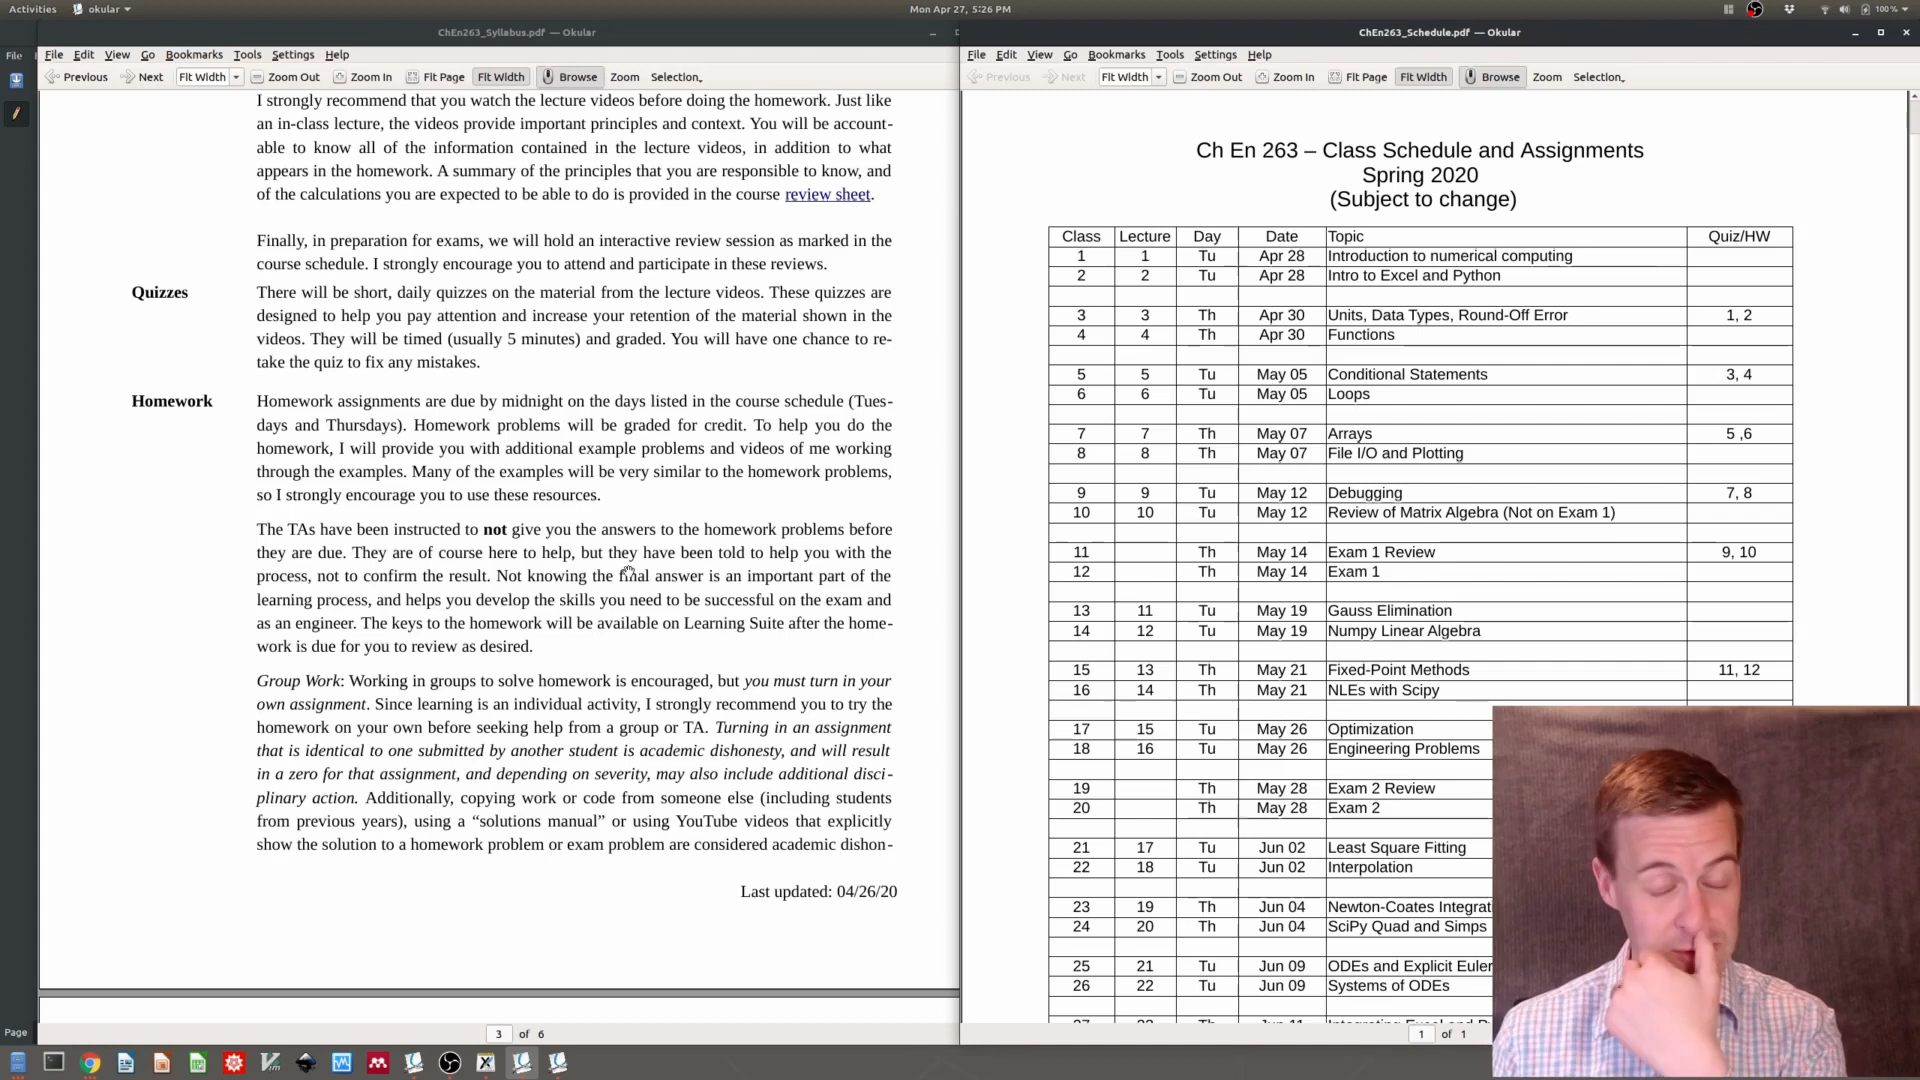 Activities okular Mon Apr 27, 5:26 PM 100 %
ChEn263_Syllabus.pdf — Okular
File
File Edit View Go Bookmarks Tools Settings Help
Previous Next Fit Width Zoom Out Zoom In Fit Page Fit Width Browse Zoom Selection
I strongly recommend that you watch the lecture videos before doing the homework. Just like
an in-class lecture, the videos provide important principles and context. You will be account-
able to know all of the information contained in the lecture videos, in addition to what
appears in the homework. A summary of the principles that you are responsible to know, and
of the calculations you are expected to be able to do is provided in the course review sheet.
Finally, in preparation for exams, we will hold an interactive review session as marked in the
course schedule. I strongly encourage you to attend and participate in these reviews.
Quizzes There will be short, daily quizzes on the material from the lecture videos. These quizzes are
designed to help you pay attention and increase your retention of the material shown in the
videos. They will be timed (usually 5 minutes) and graded. You will have one chance to re-
take the quiz to fix any mistakes.
Homework Homework assignments are due by midnight on the days listed in the course schedule (Tues-
days and Thursdays). Homework problems will be graded for credit. To help you do the
homework, I will provide you with additional example problems and videos of me working
through the examples. Many of the examples will be very similar to the homework problems,
so I strongly encourage you to use these resources.
The TAs have been instructed to not give you the answers to the homework problems before
they are due. They are of course here to help, but they have been told to help you with the
process, not to confirm the result. Not knowing the final answer is an important part of the
learning process, and helps you develop the skills you need to be successful on the exam and
as an engineer. The keys to the homework will be available on Learning Suite after the home-
work is due for you to review as desired.
Group Work: Working in groups to solve homework is encouraged, but you must turn in your
own assignment. Since learning is an individual activity, I strongly recommend you to try the
homework on your own before seeking help from a group or TA. Turning in an assignment
that is identical to one submitted by another student is academic dishonesty, and will result
in a zero for that assignment, and depending on severity, may also include additional disci-
plinary action. Additionally, copying work or code from someone else (including students
from previous years), using a “solutions manual” or using YouTube videos that explicitly
show the solution to a homework problem or exam problem are considered academic dishon-
Last updated: 04/26/20
Page
3 of 6
ChEn263_Schedule.pdf — Okular
File Edit View Go Bookmarks Tools Settings Help
Previous Next Fit Width Zoom Out Zoom In Fit Page Fit Width Browse Zoom Selection
Ch En 263 – Class Schedule and Assignments
Spring 2020
(Subject to change)
Class Lecture Day Date Topic Quiz/HW
1 1 Tu Apr 28 Introduction to numerical computing
2 2 Tu Apr 28 Intro to Excel and Python
3 3 Th Apr 30 Units, Data Types, Round-Off Error 1, 2
4 4 Th Apr 30 Functions
5 5 Tu May 05 Conditional Statements 3, 4
6 6 Tu May 05 Loops
7 7 Th May 07 Arrays 5 ,6
8 8 Th May 07 File I/O and Plotting
9 9 Tu May 12 Debugging 7, 8
10 10 Tu May 12 Review of Matrix Algebra (Not on Exam 1)
11 Th May 14 Exam 1 Review 9, 10
12 Th May 14 Exam 1
13 11 Tu May 19 Gauss Elimination
14 12 Tu May 19 Numpy Linear Algebra
15 13 Th May 21 Fixed-Point Methods 11, 12
16 14 Th May 21 NLEs with Scipy
17 15 Tu May 26 Optimization
18 16 Tu May 26 Engineering Problems
19 Th May 28 Exam 2 Review
20 Th May 28 Exam 2
21 17 Tu Jun 02 Least Square Fitting
22 18 Tu Jun 02 Interpolation
23 19 Th Jun 04 Newton-Coates Integrati
24 20 Th Jun 04 SciPy Quad and Simps
25 21 Tu Jun 09 ODEs and Explicit Euler
26 22 Tu Jun 09 Systems of ODEs
1 of 1